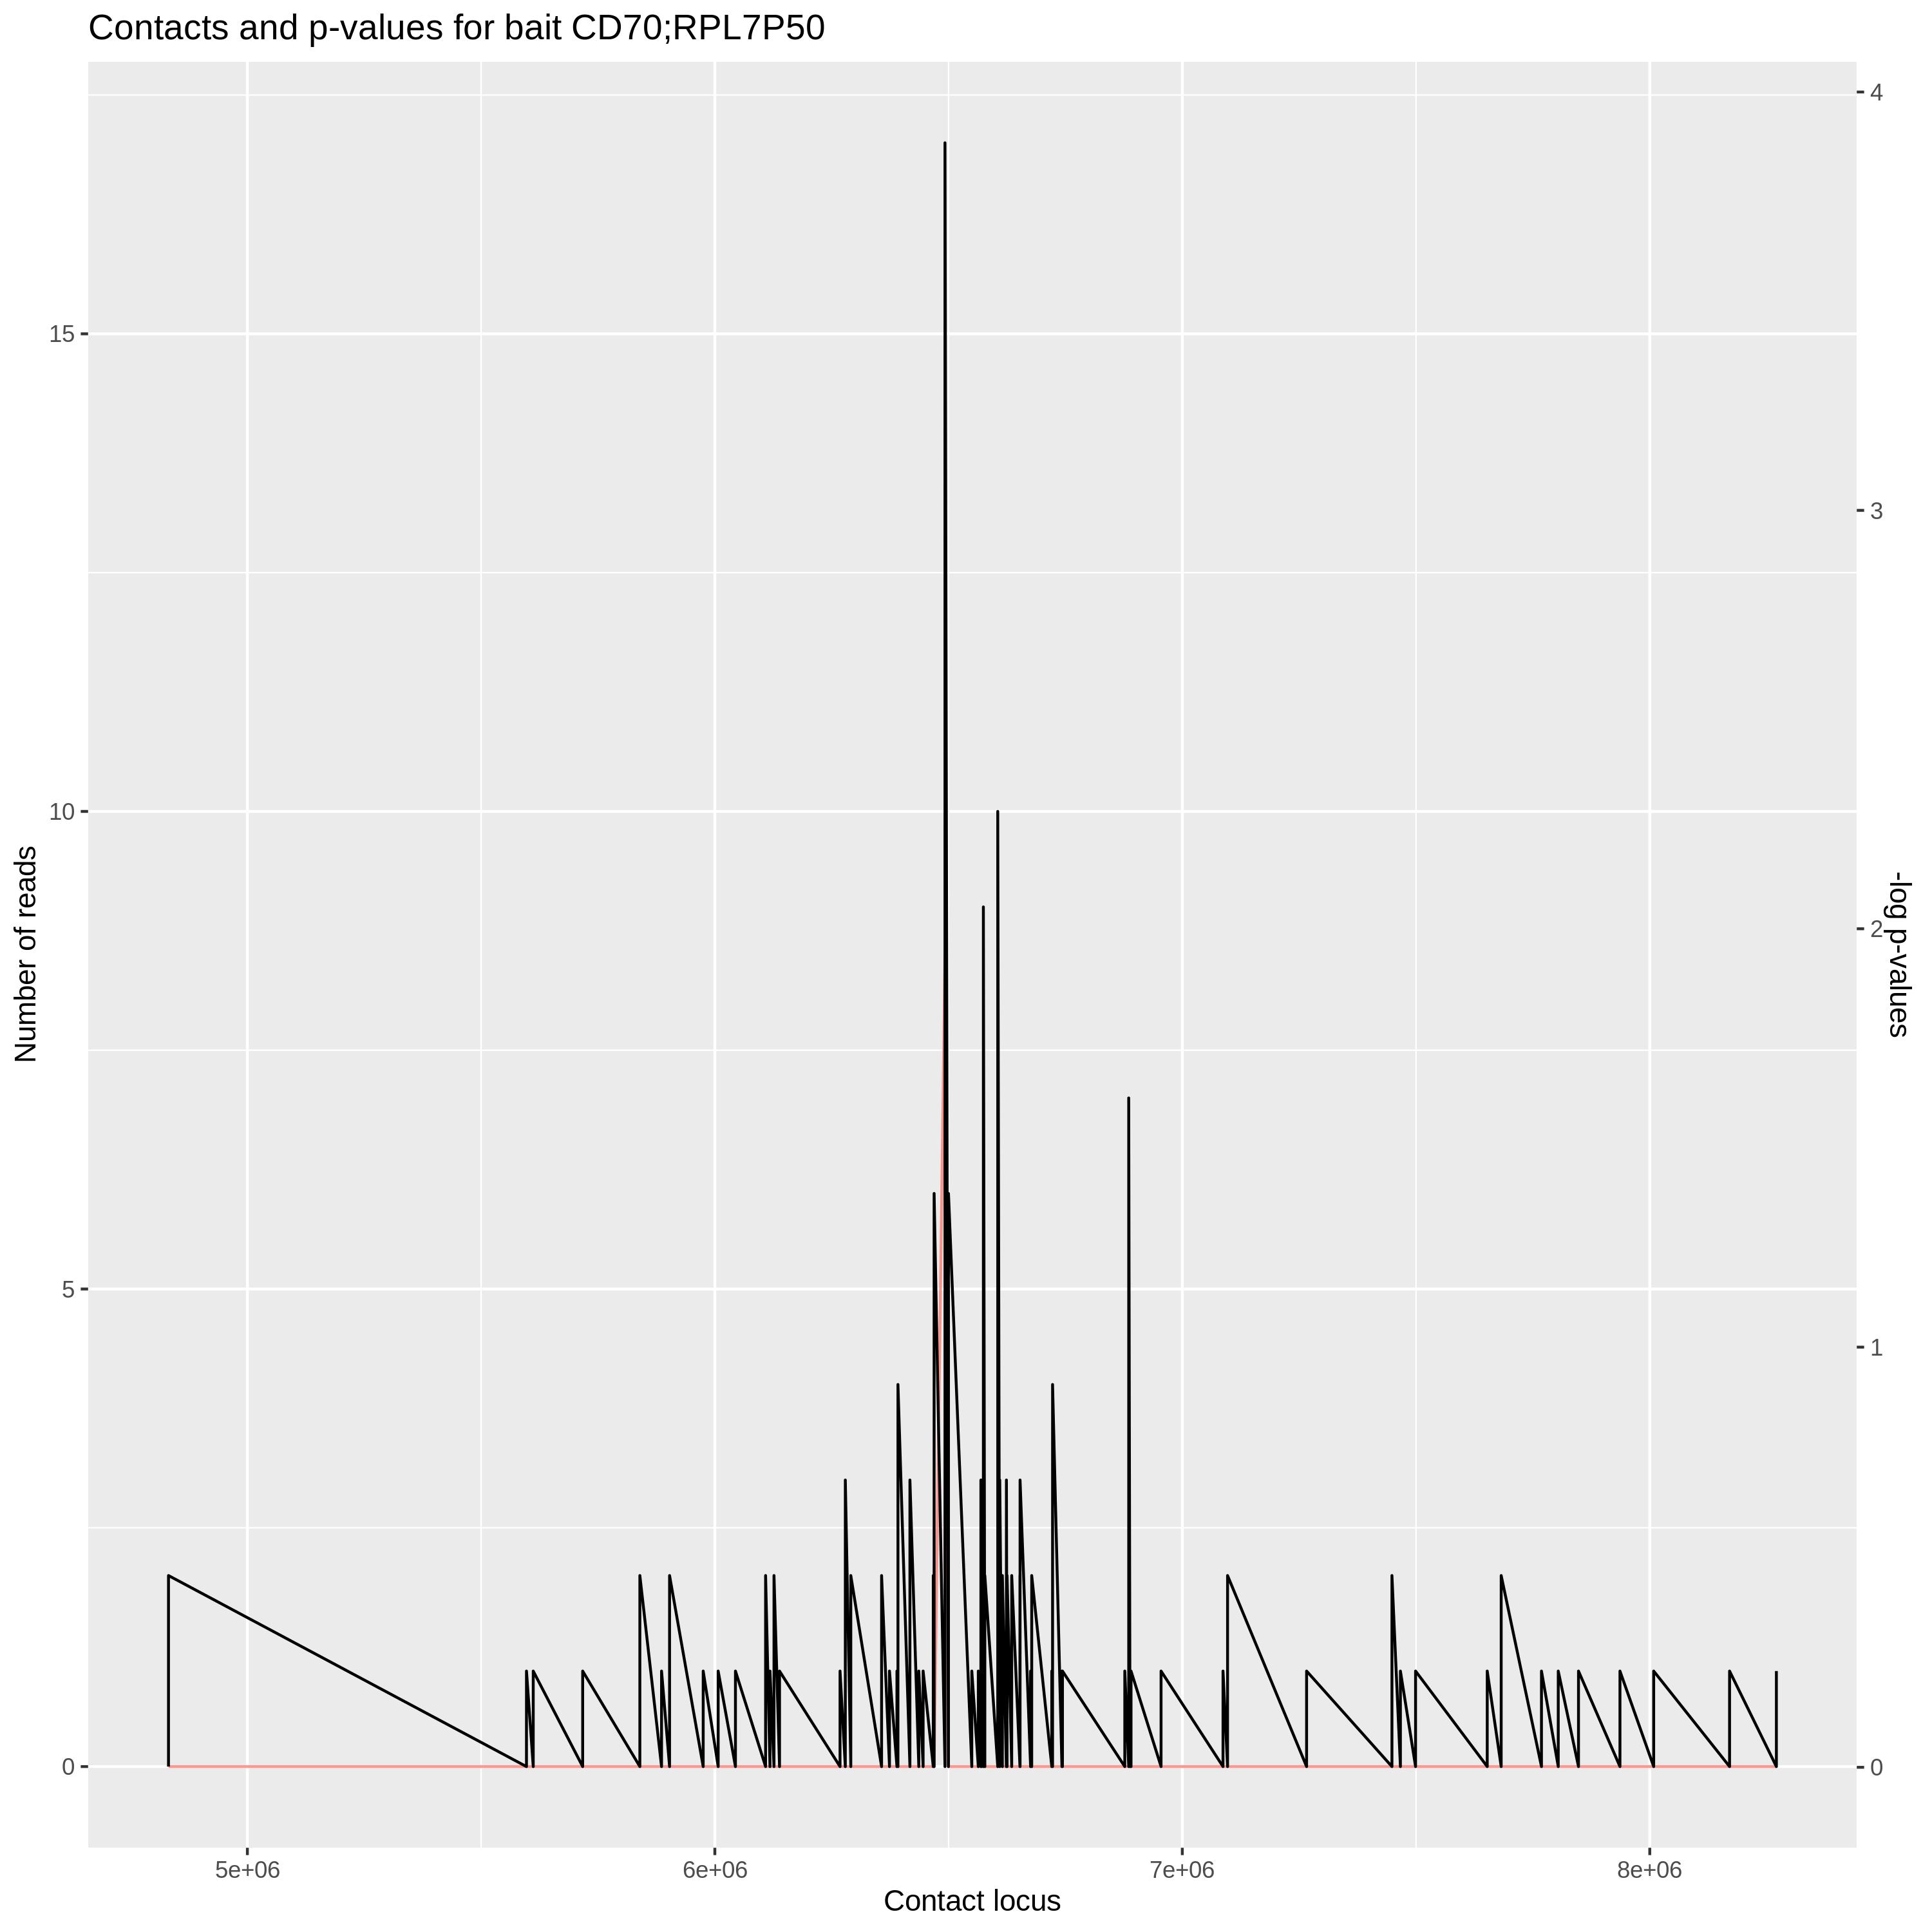 Contacts and p-values for bait CD70;RPL7P50
Number of reads
15
10
5
0
4
3
2
1
0
-log p-values
5e+06
6e+06
7e+06
8e+06
Contact locus